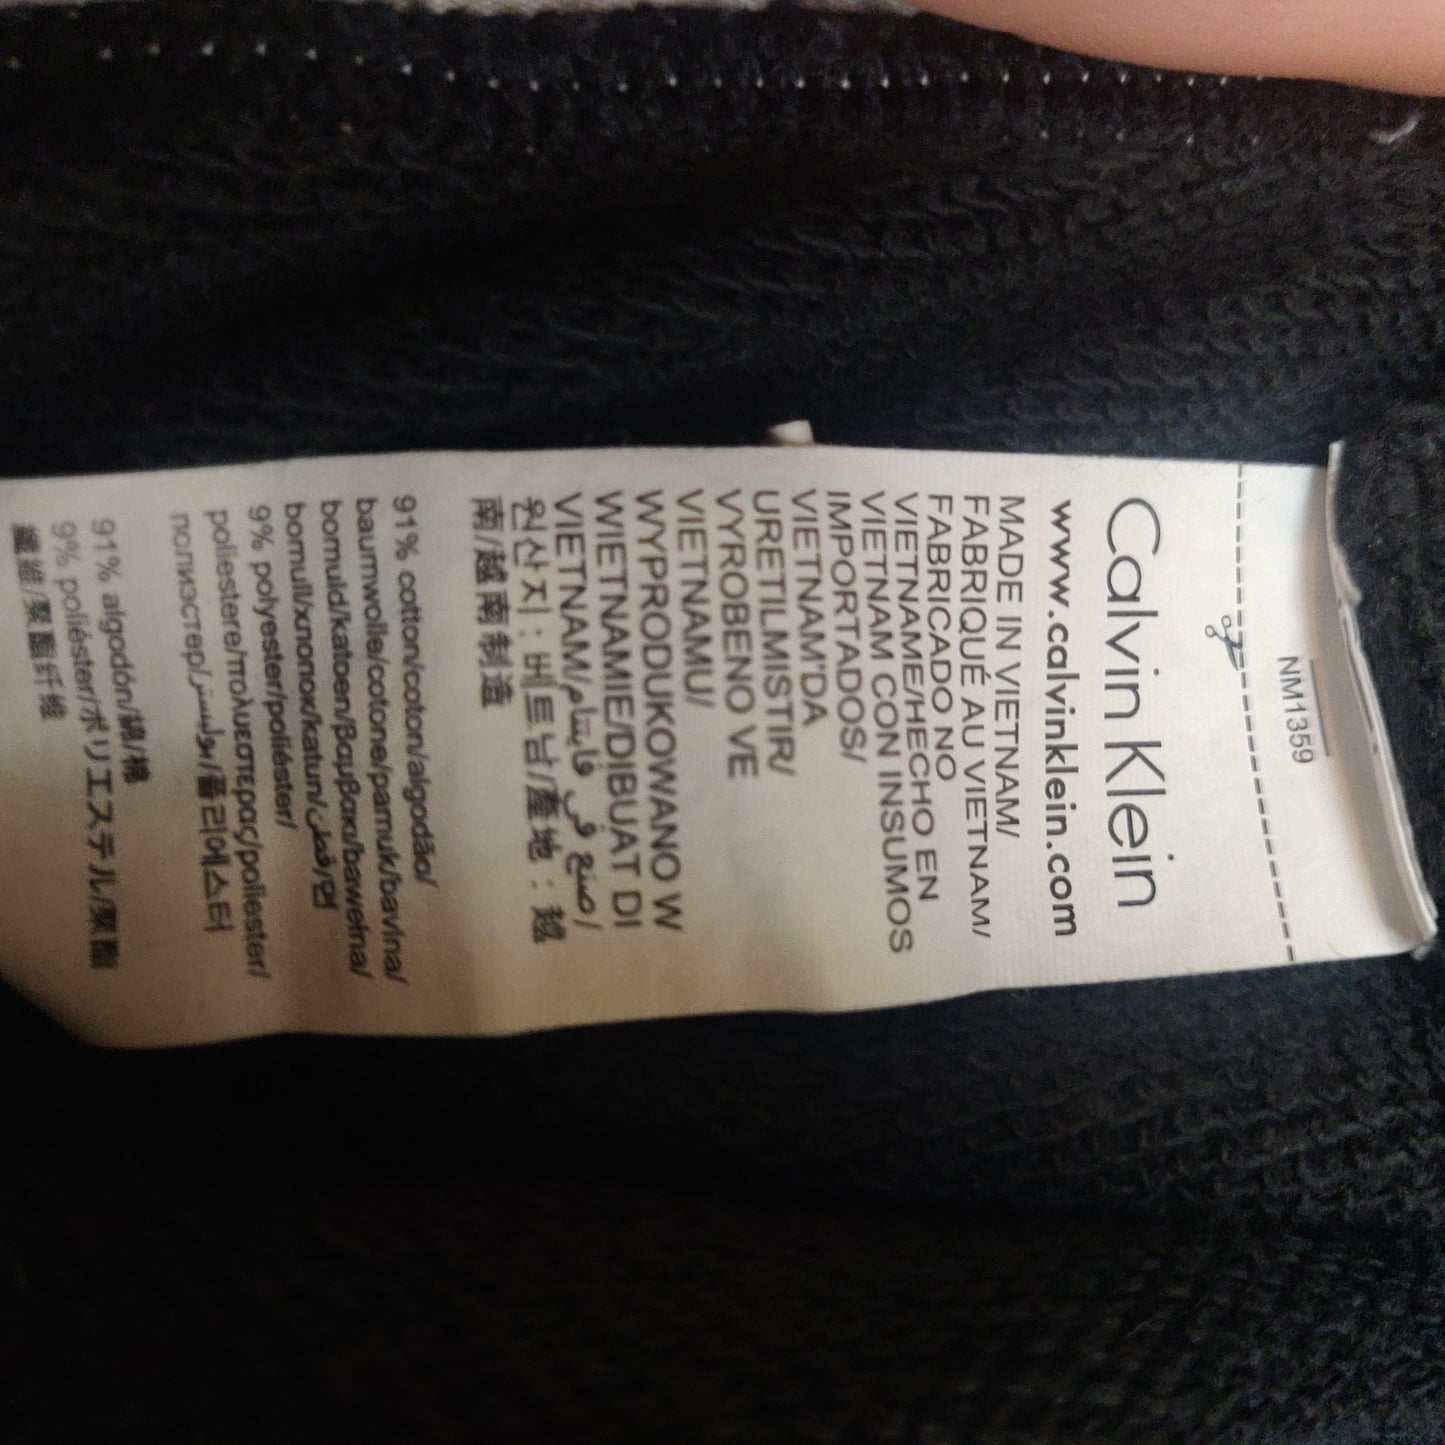 NM1359
Calvin Klein
www.calvinklein.com
MADE IN VIETNAM/
FABRIQUÉ AU VIETNAM/
FABRICADO NO
VIETNAME/HECHO EN
VIETNAM CON INSUMOS
IMPORTADOS/
VIETNAM'DA
URETILMISTIR/
VYROBENO VE
VIETNAMU/
WYPRODUKOWANO W
WIETNAMIE/DIBUAT DI
VIETNAM/صنع في فايتنام/
원산지 : 베트남/產地 : 越
南/越南制造
91% cotton/coton/algodão/
baumwolle/cotone/pamuk/bavlna/
bomuld/katoen/βαμβακι/bawełna/
bomull/хлопок/katun/قطن/면
9% polyester/poliéster/
poliestere/πολυεστερας/poliester/
полиэстер/بوليستر/폴리에스터
91% algodón/綿/棉
9% poliéster/ポリエステル/聚酯
纖維/聚酯纤维